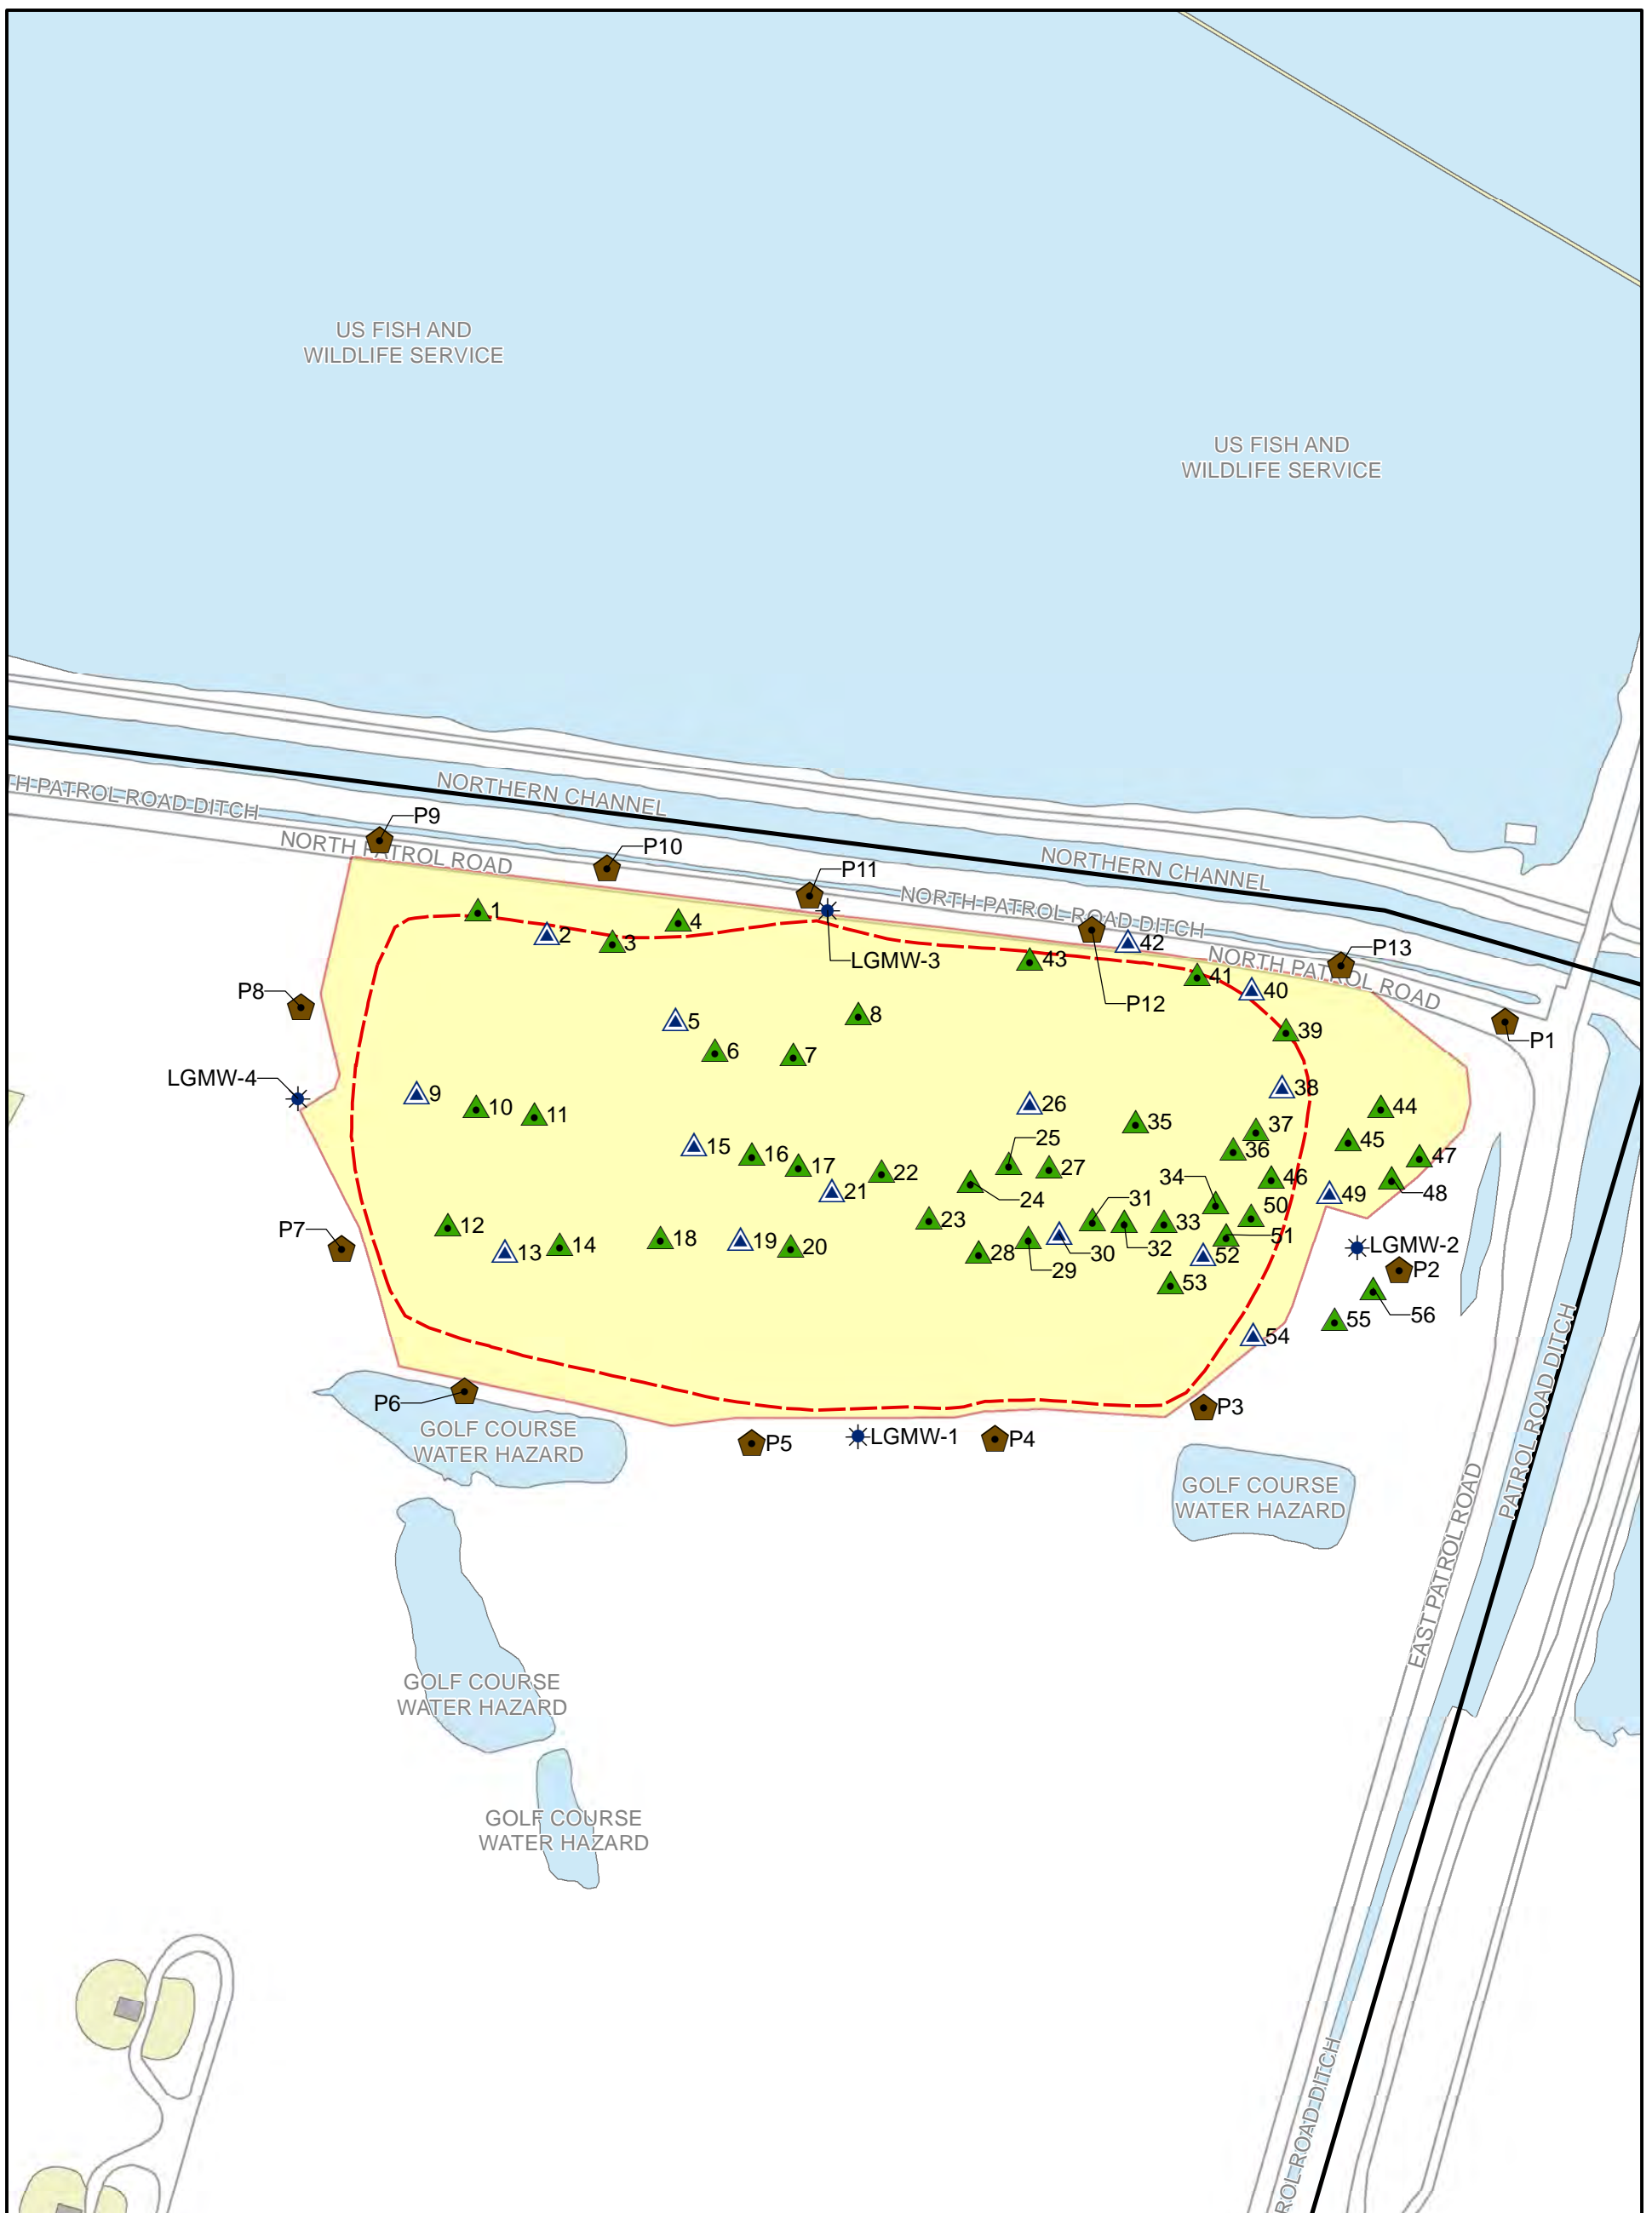 US FISH AND
WILDLIFE SERVICE
US FISH AND
WILDLIFE SERVICE
NORTHERN CHANNEL
TH PATROL ROAD DITCH
P9
NORTH PATROL ROAD
P10
NORTHERN CHANNEL
P11
NORTH PATROL ROAD DITCH
1
4
2
3
42
P13
LGMW-3
43
NORTH PATROL ROAD
41
40
P8
P12
8
5
39
P1
6
7
LGMW-4
9
38
26
10
44
11
35
37
25
45
15
36
16
47
17
27
22
34
46
21
31
49
48
24
12
23
33
50
P7
18
51
13
14
19
20
28
30
32
52
LGMW-2
29
P2
53
56
55
54
P6
P3
GOLF COURSE
WATER HAZARD
P5
LGMW-1
P4
GOLF COURSE
WATER HAZARD
PATROL ROAD DITCH
EAST PATROL ROAD
GOLF COURSE
WATER HAZARD
GOLF COURSE
WATER HAZARD
ROL ROAD DITCH